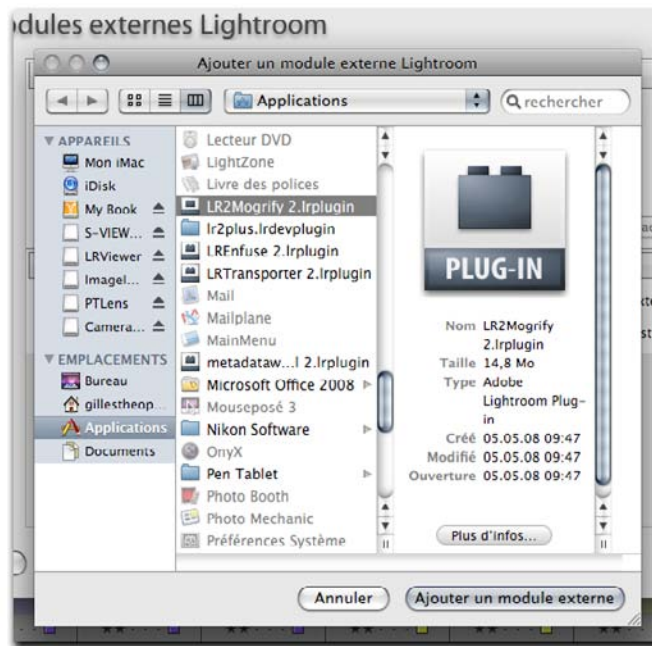 dules externes Lightroom
Ajouter un module externe Lightroom
Applications
rechercher
APPAREILS
Mon iMac
iDisk
My Book
S-VIEW...
LRViewer
Imagel...
PTLens
Camera...
EMPLACEMENTS
Bureau
gillestheop...
Applications
Documents
Lecteur DVD
LightZone
Livre des polices
LR2Mogrify 2.lrplugin
lr2plus.lrdevplugin
LREnfuse 2.lrplugin
LRTransporter 2.lrplugin
Mail
Mailplane
MainMenu
metadataw...l 2.lrplugin
Microsoft Office 2008
Mouseposé 3
Nikon Software
OnyX
Pen Tablet
Photo Booth
Photo Mechanic
Préférences Système
PLUG-IN
Nom LR2Mogrify
2.lrplugin
Taille 14,8 Mo
Type Adobe
Lightroom Plug-
in
Créé 05.05.08 09:47
Modifié 05.05.08 09:47
Ouverture 05.05.08 09:47
Plus d'infos...
Annuler
Ajouter un module externe